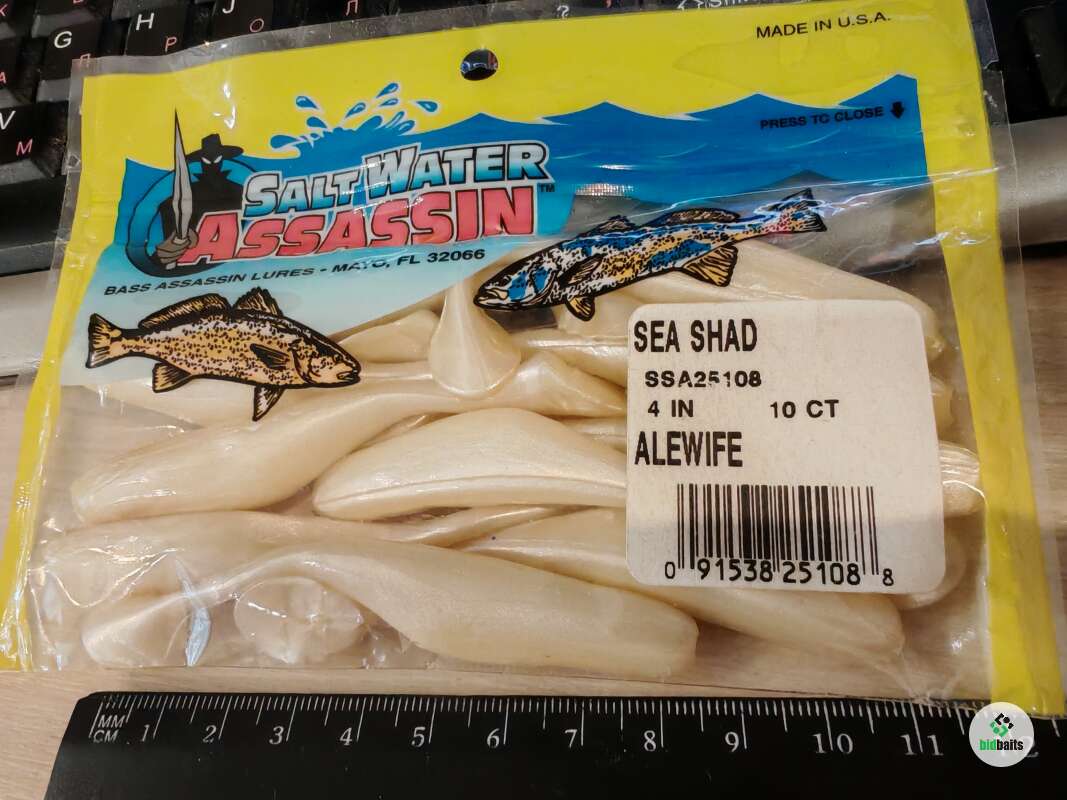 G
H
J
П
Р
V
М
MADE IN U.S.A.
PRESS TO CLOSE
SALT WATER
ASSASSIN™
BASS ASSASSIN LURES - MAYO, FL 32066
SEA SHAD
SSA25108
4 IN 10 CT
ALEWIFE
0 91538 25108 8
MM
CM 1 2 3 4 5 6 7 8 9 10 11 12
bidbaits